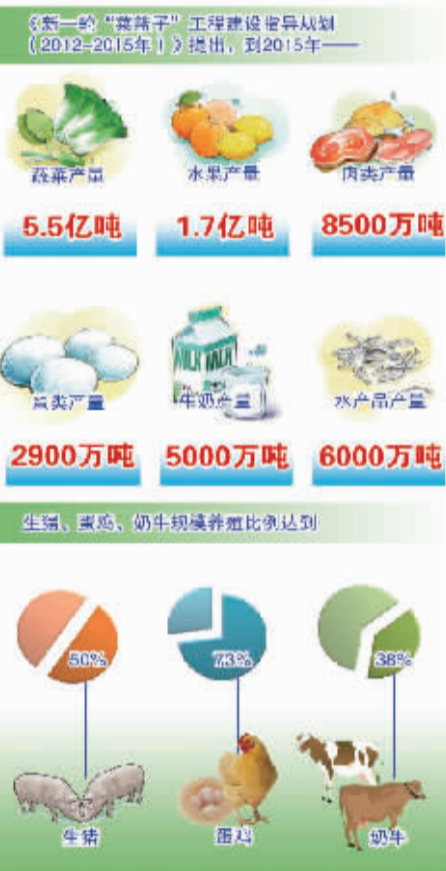 《新一轮“菜篮子”工程建设指导规划
(2012-2015年)》提出,到2015年——
蔬菜产量
水果产量
肉类产量
5.5亿吨
1.7亿吨
8500万吨
蛋类产量
牛奶产量
水产品产量
2900万吨
5000万吨
6000万吨
MILK
MILK
生猪、蛋鸡、奶牛规模养殖比例达到
50%
73%
38%
生猪
蛋鸡
奶牛